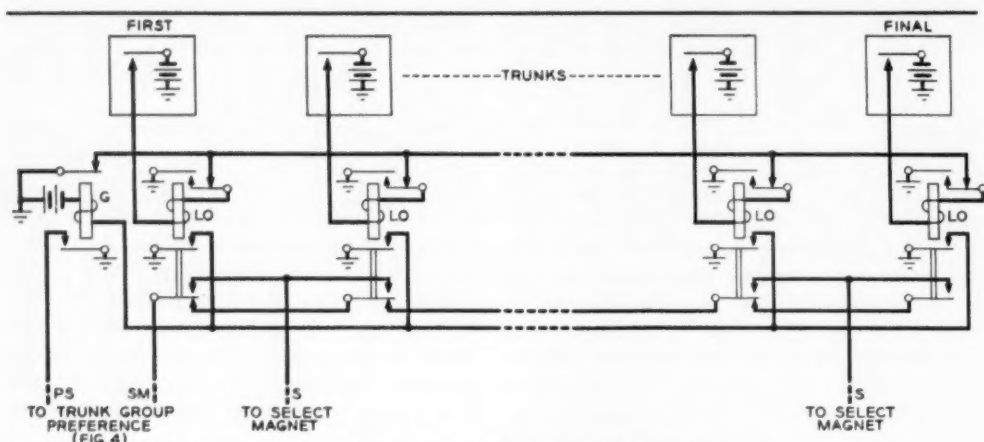 FIRST
FINAL
TRUNKS
G
LO
LO
LO
LO
PS
SM
S
S
TO TRUNK GROUP
PREFERENCE
(FIG. 4)
TO SELECT
MAGNET
TO SELECT
MAGNET